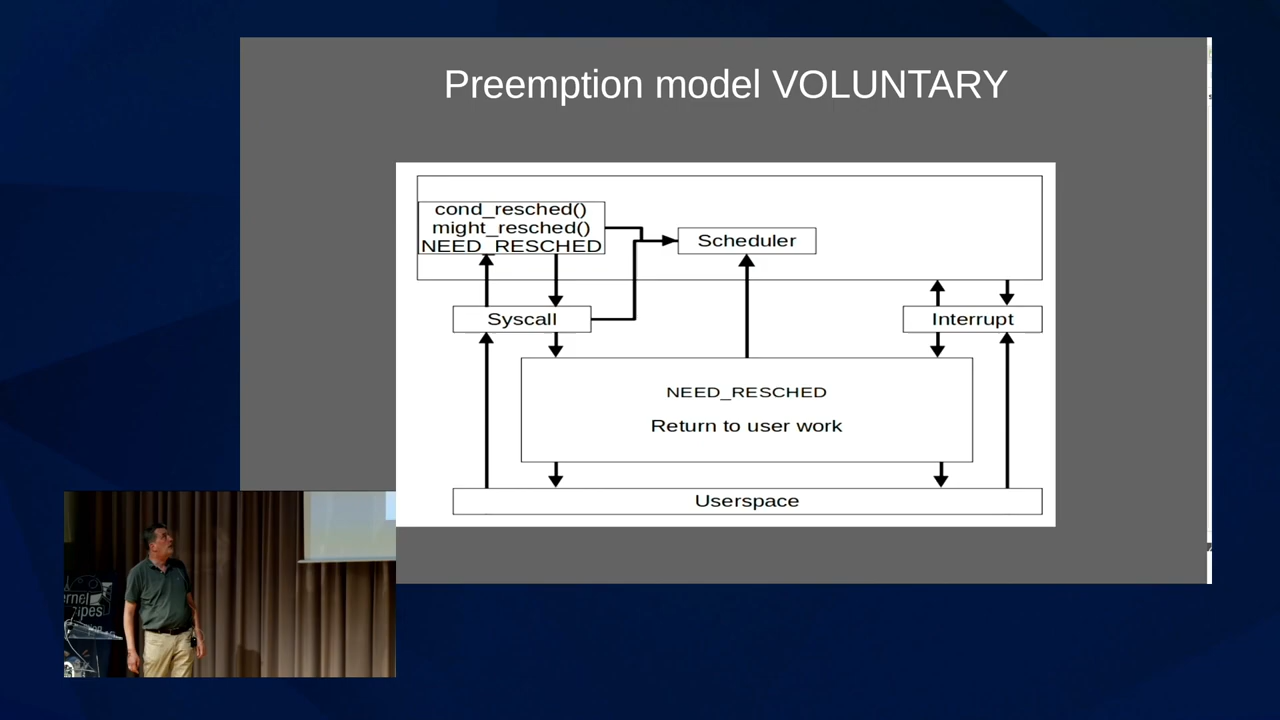 Preemption model VOLUNTARY
cond_resched()
might_resched()
NEED_RESCHED
Scheduler
Syscall
Interrupt
NEED_RESCHED
Return to user work
Userspace